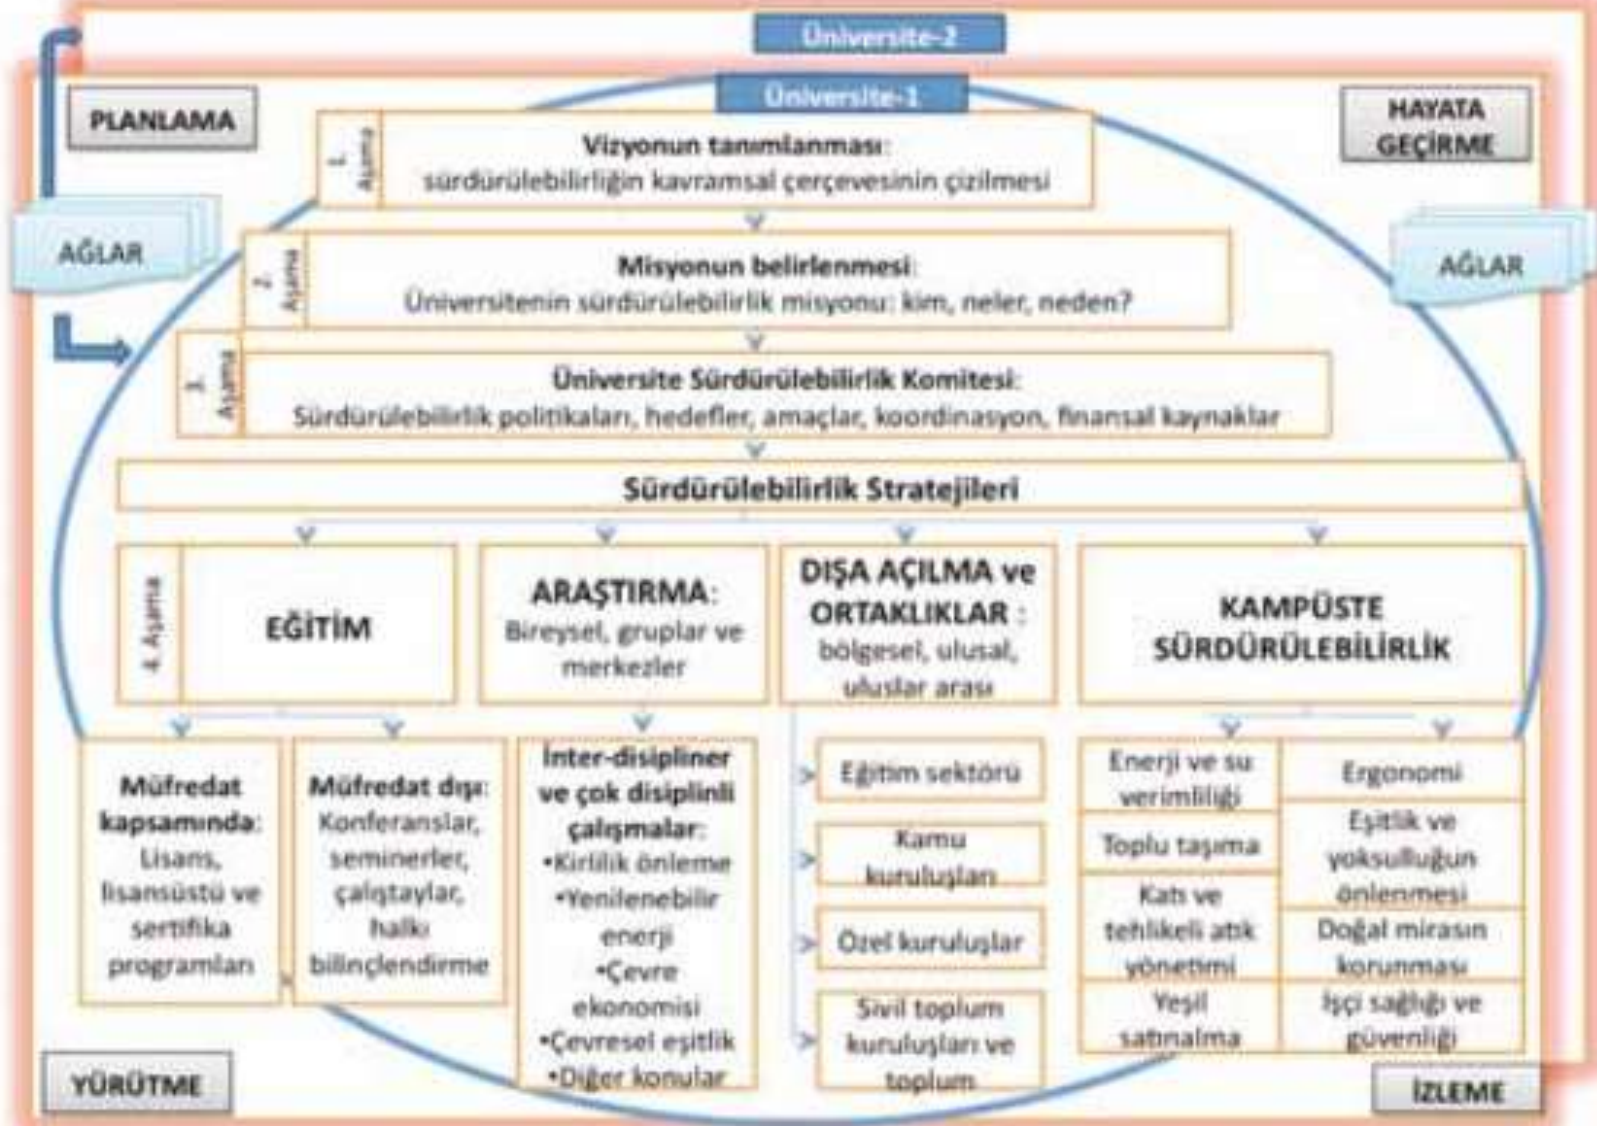 Üniversite-2
Üniversite-1
PLANLAMA
HAYATA
GEÇİRME
1.
Aşama
Vizyonun tanımlanması:
sürdürülebilirliğin kavramsal çerçevesinin çizilmesi
AĞLAR
AĞLAR
2.
Aşama
Misyonun belirlenmesi:
Üniversitenin sürdürülebilirlik misyonu: kim, neler, neden?
3.
Aşama
Üniversite Sürdürülebilirlik Komitesi:
Sürdürülebilirlik politikaları, hedefler, amaçlar, koordinasyon, finansal kaynaklar
Sürdürülebilirlik Stratejileri
4. Aşama
EĞİTİM
ARAŞTIRMA:
Bireysel, gruplar ve
merkezler
DIŞA AÇILMA ve
ORTAKLIKLAR :
bölgesel, ulusal,
uluslar arası
KAMPÜSTE
SÜRDÜRÜLEBİLİRLİK
Müfredat
kapsamında:
Lisans,
lisansüstü ve
sertifika
programları
Müfredat dışı:
Konferanslar,
seminerler,
çalıştaylar,
halkı
bilinçlendirme
İnter-disipliner
ve çok disiplinli
çalışmalar:
•Kirlilik önleme
•Yenilenebilir
enerji
•Çevre
ekonomisi
•Çevresel eşitlik
•Diğer konular
Eğitim sektörü
Kamu
kuruluşları
Özel kuruluşlar
Sivil toplum
kuruluşları ve
toplum
Enerji ve su
verimliliği
Toplu taşıma
Katı ve
tehlikeli atık
yönetimi
Yeşil
satınalma
Ergonomi
Eşitlik ve
yoksulluğun
önlenmesi
Doğal mirasın
korunması
İşçi sağlığı ve
güvenliği
YÜRÜTME
İZLEME